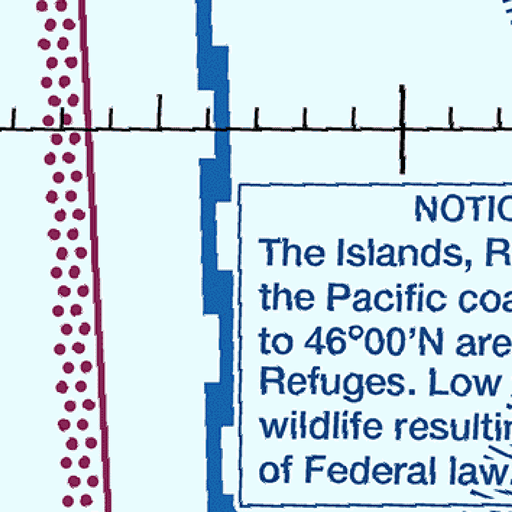 NOTIC
The Islands, R
the Pacific coa
to 46°00'N are
Refuges. Low
wildlife resultin
of Federal law.